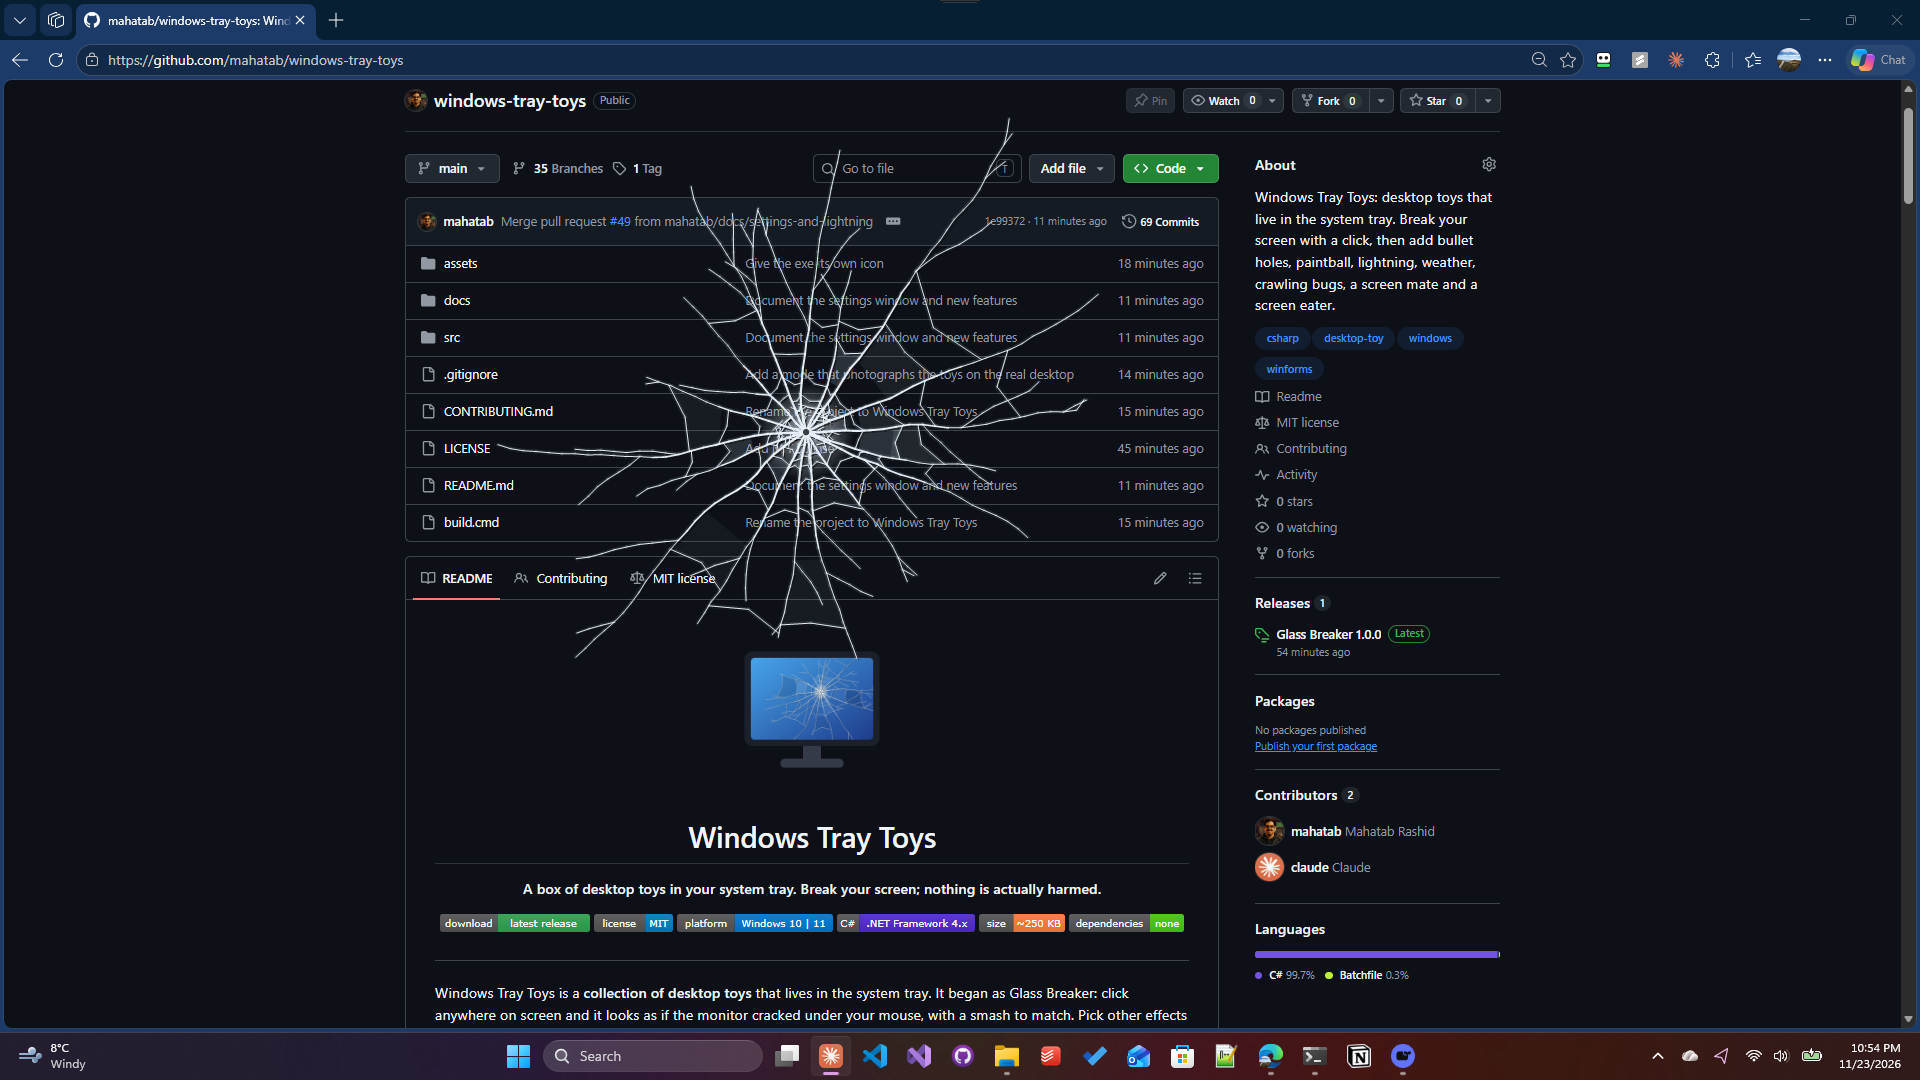 mahatab/windows-tray-toys: Wind
https://github.com/mahatab/windows-tray-toys
Chat
windows-tray-toys Public
Pin
Watch 0
Fork 0
Star 0
main
35 Branches
1 Tag
Go to file T
Add file
Code
mahatab Merge pull request #49 from mahatab/docs/settings-and-lightning
1e99372 · 11 minutes ago
69 Commits
assets Give the exe its own icon 18 minutes ago
docs Document the settings window and new features 11 minutes ago
src Document the settings window and new features 11 minutes ago
.gitignore Add a mode that photographs the toys on the real desktop 14 minutes ago
CONTRIBUTING.md Rename the project to Windows Tray Toys 15 minutes ago
LICENSE Add license 45 minutes ago
README.md Document the settings window and new features 11 minutes ago
build.cmd Rename the project to Windows Tray Toys 15 minutes ago
README
Contributing
MIT license
Windows Tray Toys
A box of desktop toys in your system tray. Break your screen; nothing is actually harmed.
download latest release license MIT platform Windows 10 | 11 C# .NET Framework 4.x size ~250 KB dependencies none
Windows Tray Toys is a collection of desktop toys that lives in the system tray. It began as Glass Breaker: click
anywhere on screen and it looks as if the monitor cracked under your mouse, with a smash to match. Pick other effects
About
Windows Tray Toys: desktop toys that
live in the system tray. Break your
screen with a click, then add bullet
holes, paintball, lightning, weather,
crawling bugs, a screen mate and a
screen eater.
csharp desktop-toy windows
winforms
Readme
MIT license
Contributing
Activity
0 stars
0 watching
0 forks
Releases 1
Glass Breaker 1.0.0 Latest
54 minutes ago
Packages
No packages published
Publish your first package
Contributors 2
mahatab Mahatab Rashid
claude Claude
Languages
C# 99.7% Batchfile 0.3%
8°C
Windy
Search
10:54 PM
11/23/2026